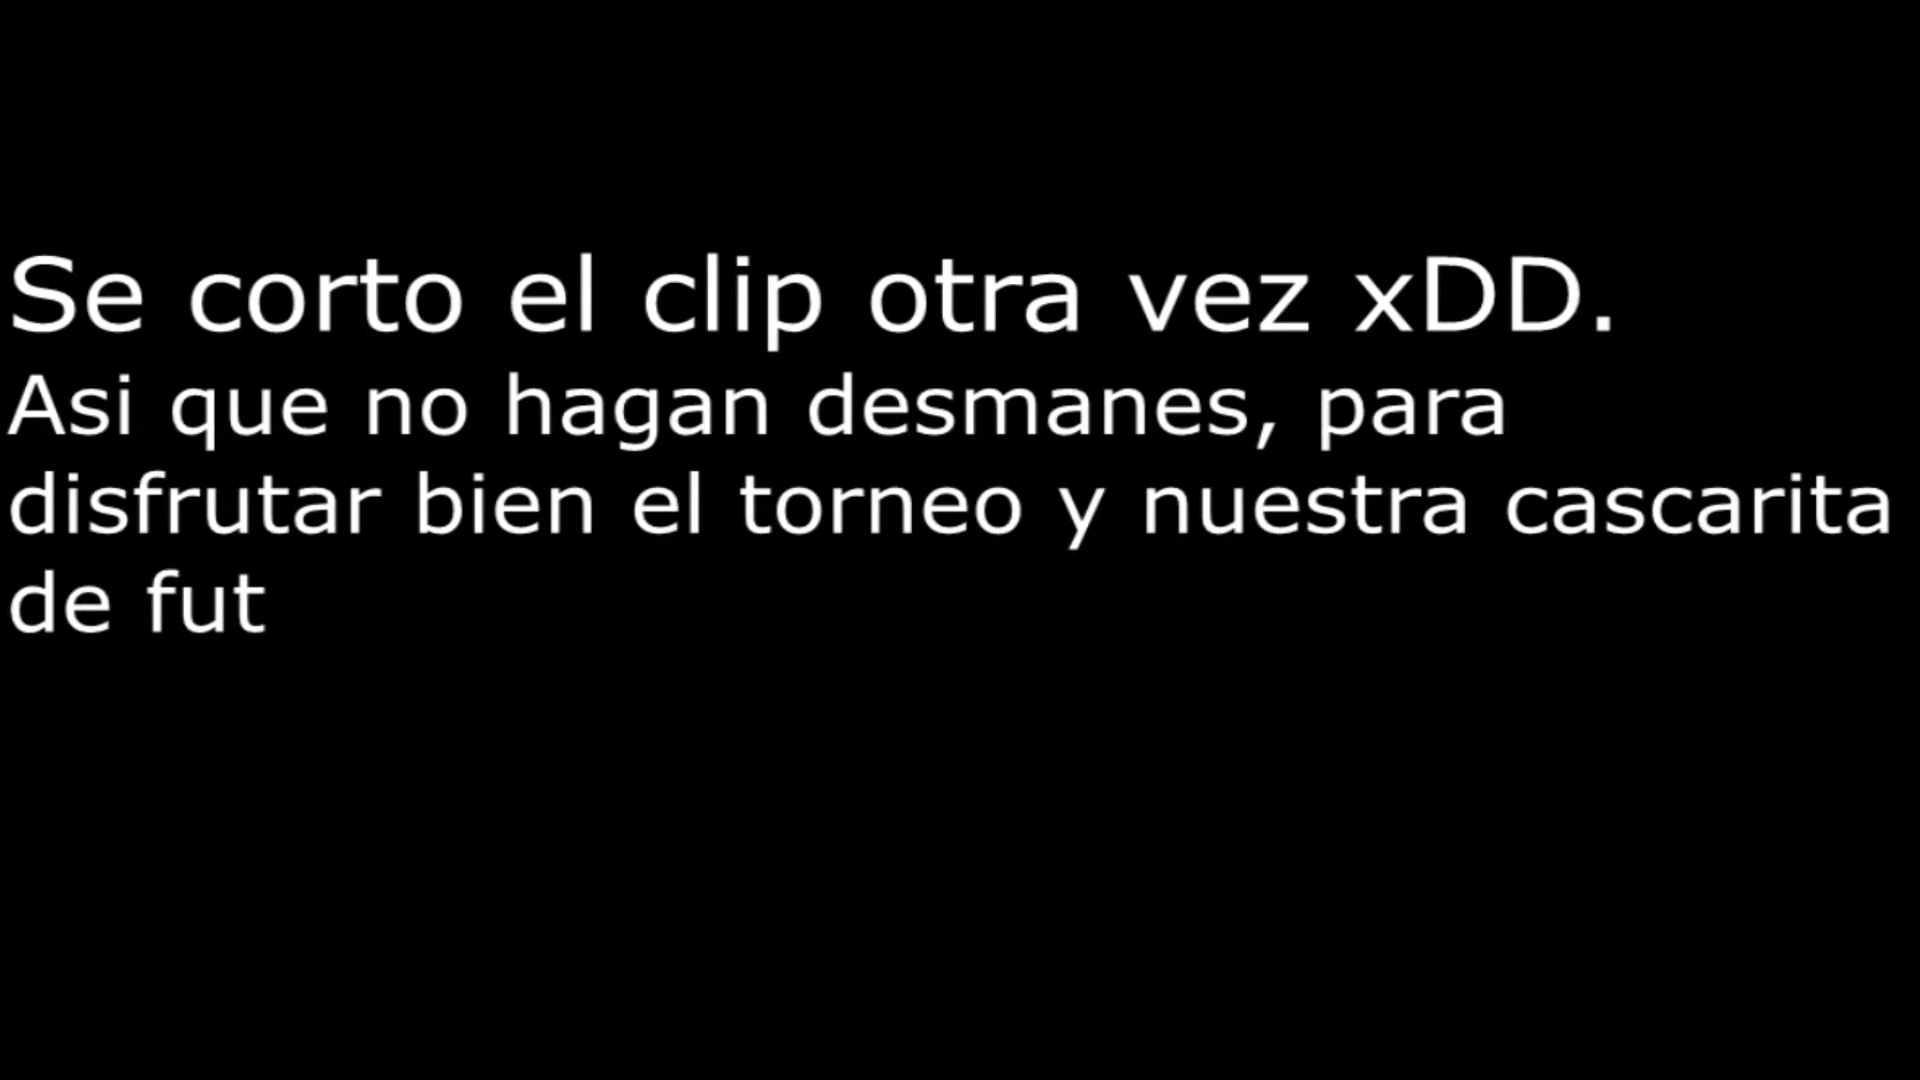 Se corto el clip otra vez xDD.
Asi que no hagan desmanes, para
disfrutar bien el torneo y nuestra cascarita
de fut